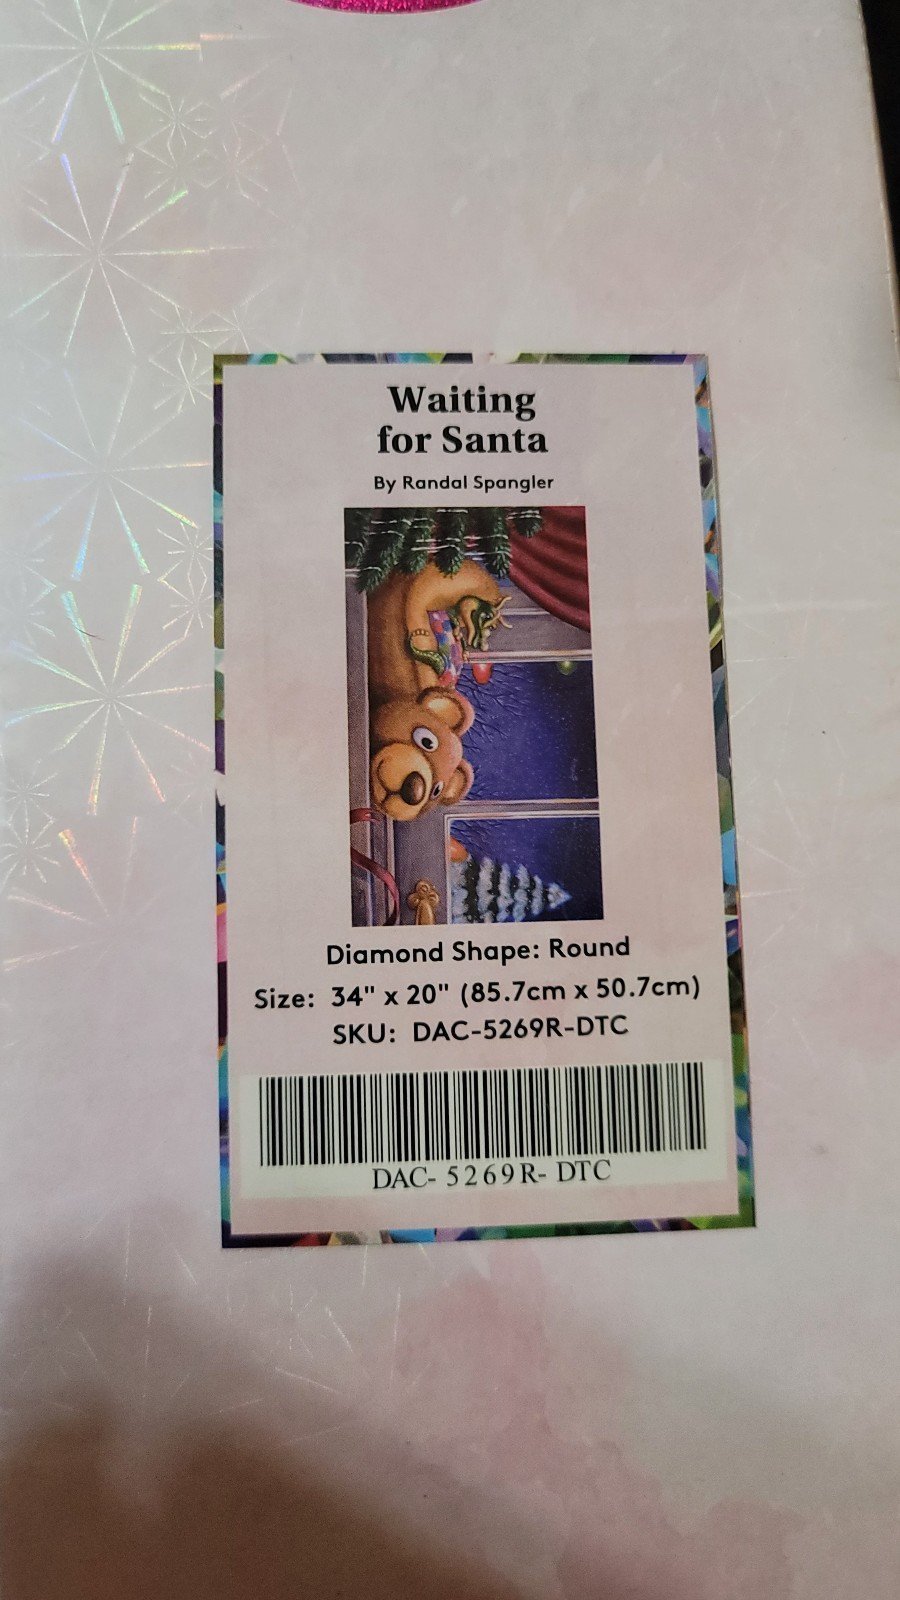 Waiting
for Santa
By Randal Spangler
Diamond Shape: Round
Size: 34" x 20" (85.7cm x 50.7cm)
SKU: DAC-5269R-DTC
DAC- 5269R- DTC